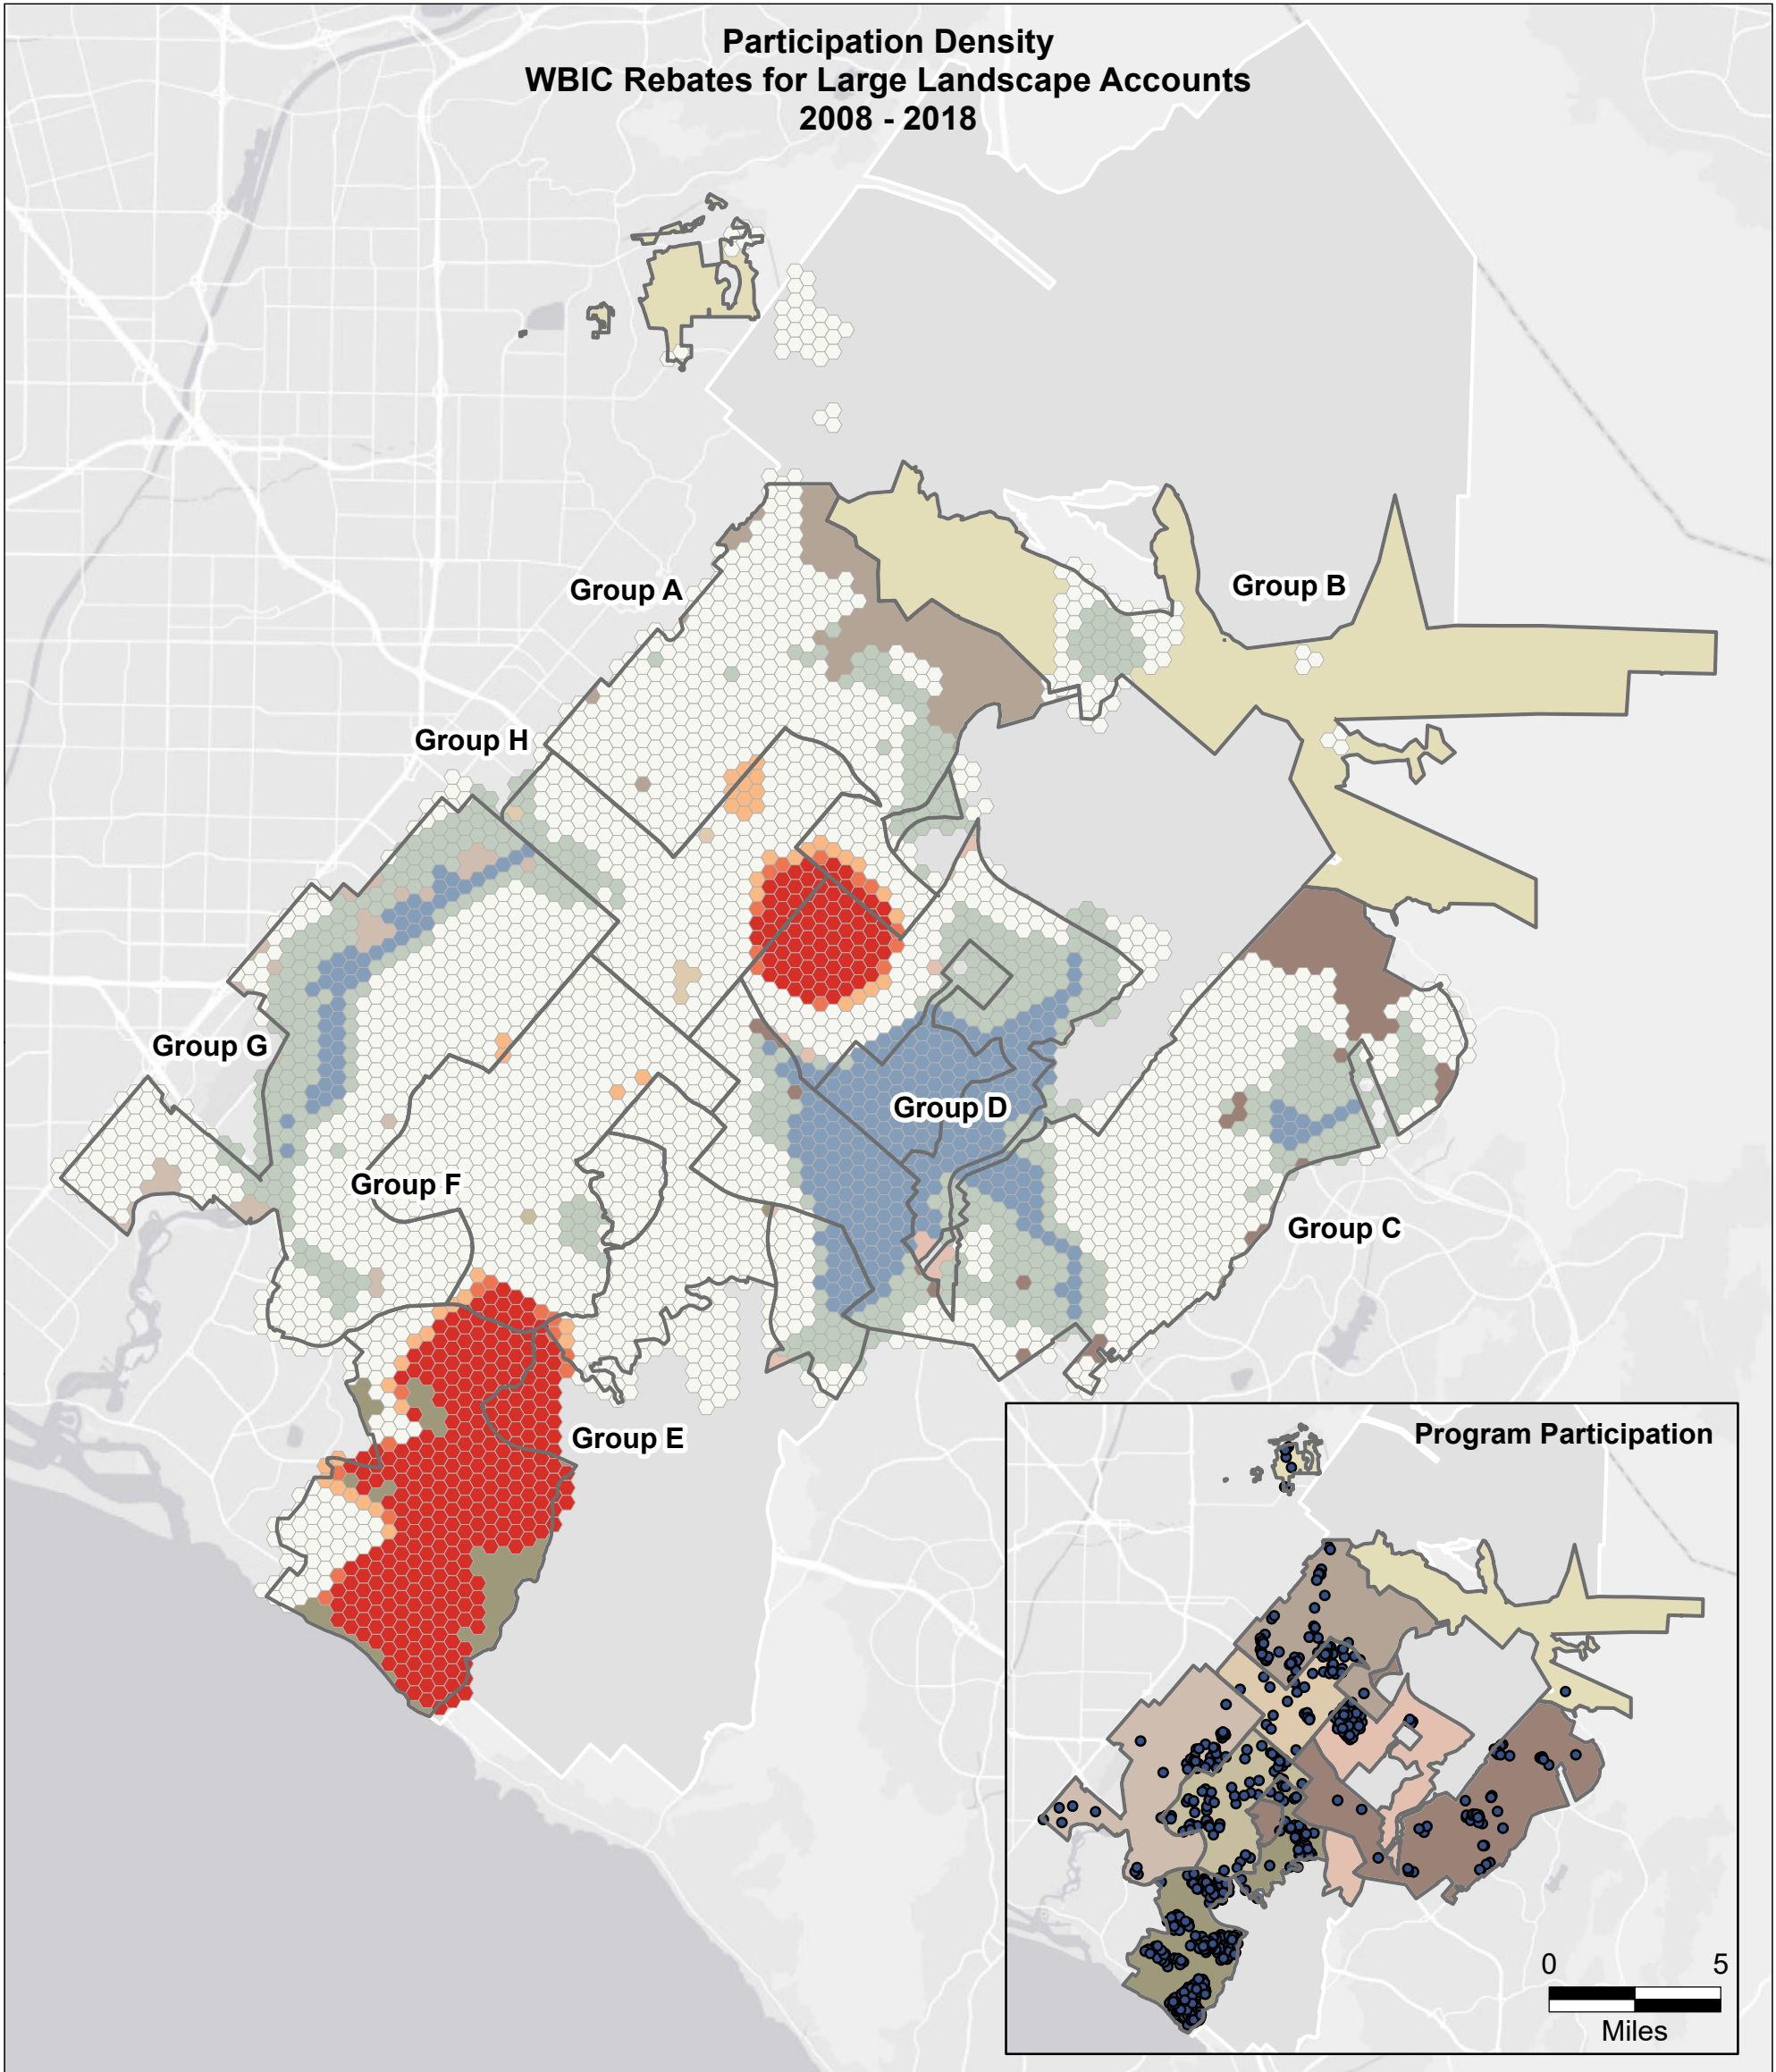 Participation Density
WBIC Rebates for Large Landscape Accounts
2008 - 2018
Group A
Group B
Group H
Group G
Group D
Group F
Group C
Group E
Program Participation
0 5
Miles